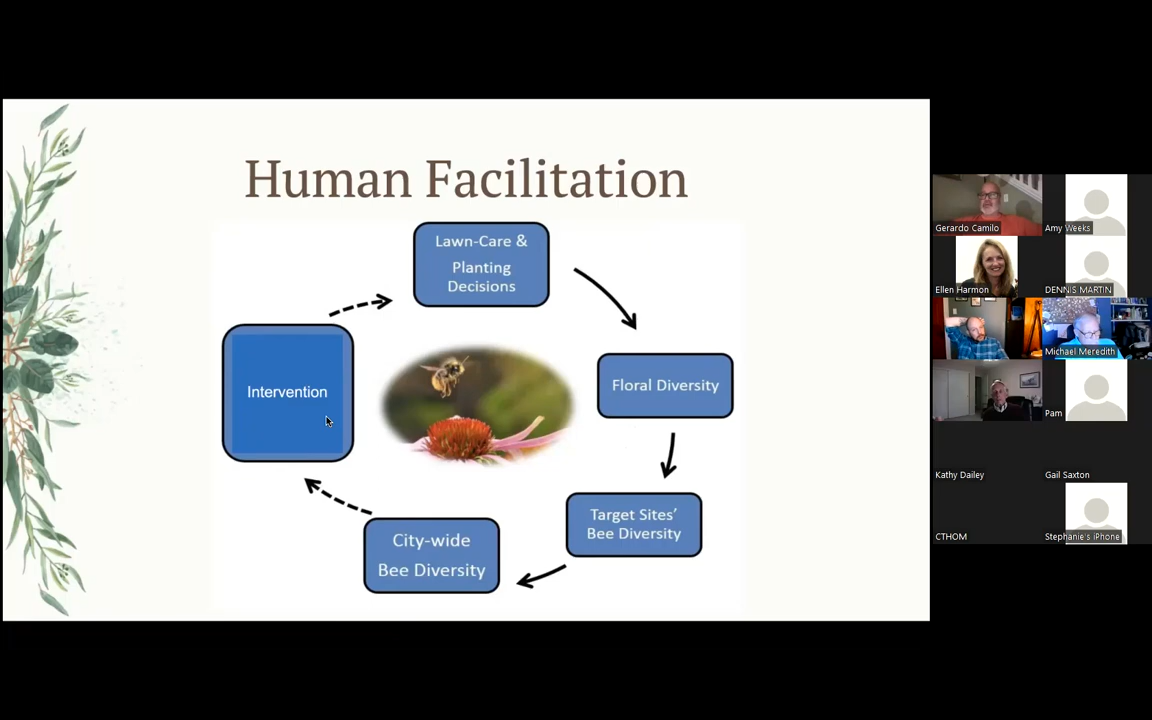 Human Facilitation
Lawn-Care &
Planting
Decisions
Floral Diversity
Target Sites’
Bee Diversity
City-wide
Bee Diversity
Intervention
Gerardo Camilo
Amy Weeks
Ellen Harmon
DENNIS MARTIN
Michael Meredith
Pam
Kathy Dailey
Gail Saxton
CTHOM
Stephanie's iPhone